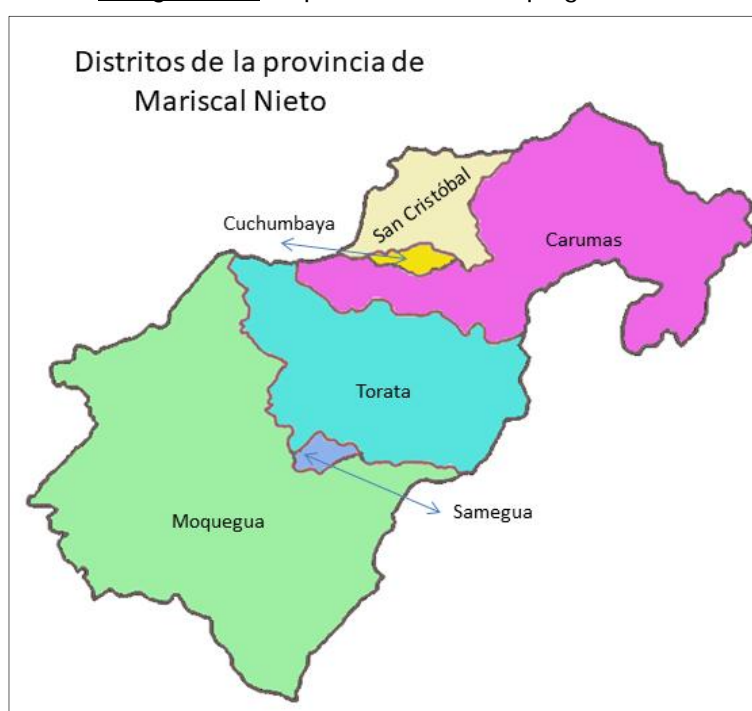 Distritos de la provincia de
Mariscal Nieto
San Cristóbal
Cuchumbaya
Carumas
Torata
Samegua
Moquegua